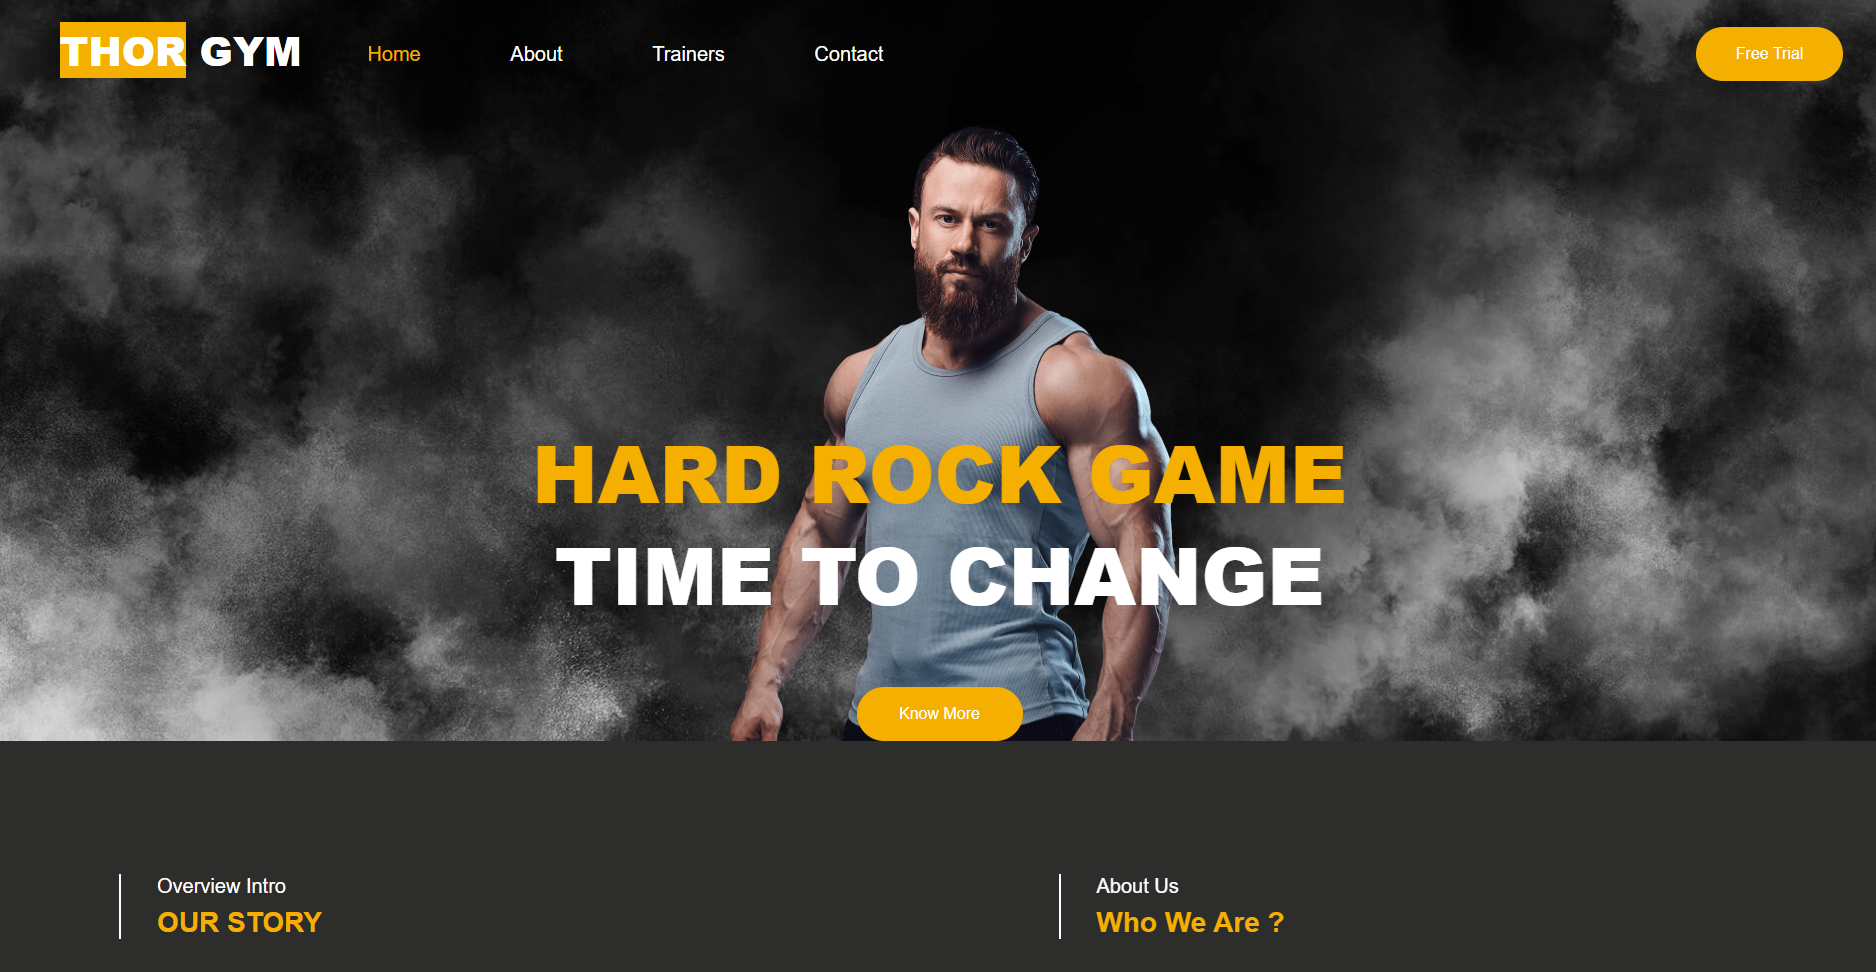 THOR GYM
Home
About
Trainers
Contact
Free Trial
HARD ROCK GAME
TIME TO CHANGE
Know More
Overview Intro
OUR STORY
About Us
Who We Are ?